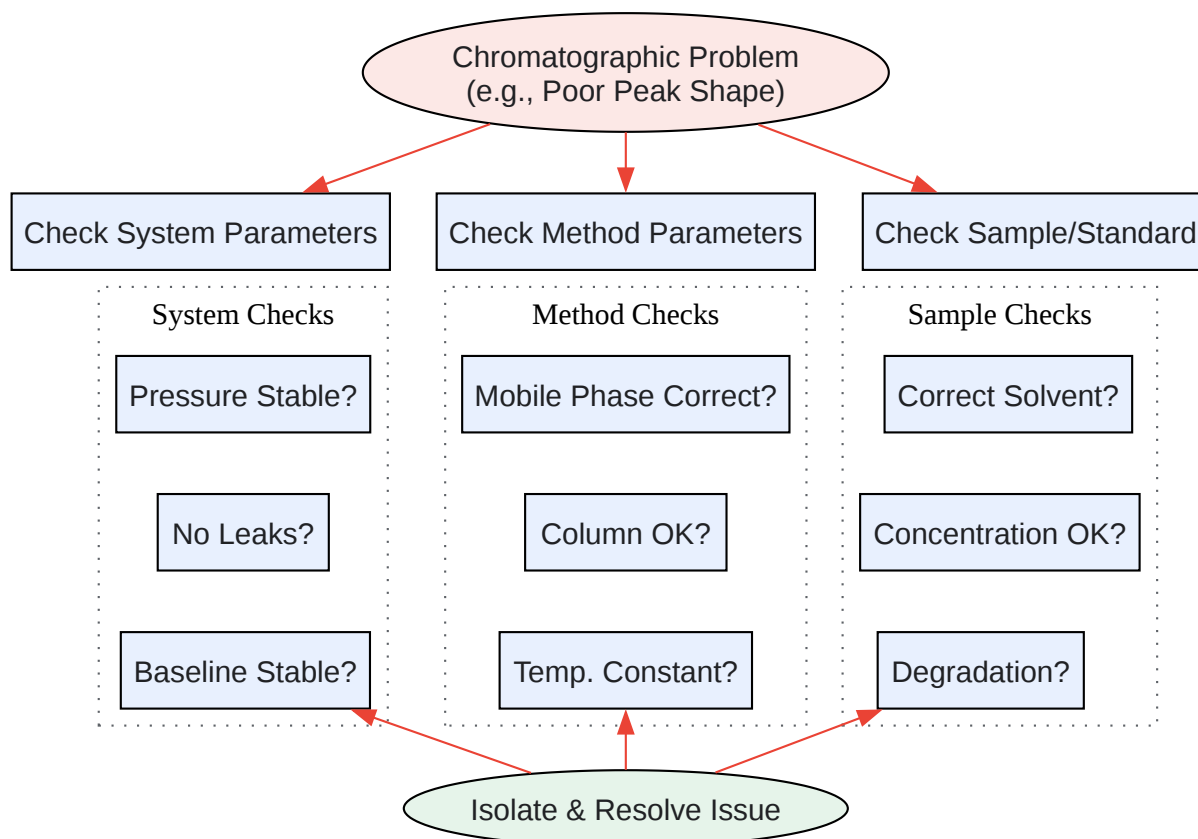 Chromatographic Problem
(e.g., Poor Peak Shape)
Check System Parameters
Check Method Parameters
Check Sample/Standard
System Checks
Method Checks
Sample Checks
Pressure Stable?
Mobile Phase Correct?
Correct Solvent?
No Leaks?
Column OK?
Concentration OK?
Baseline Stable?
Temp. Constant?
Degradation?
Isolate & Resolve Issue